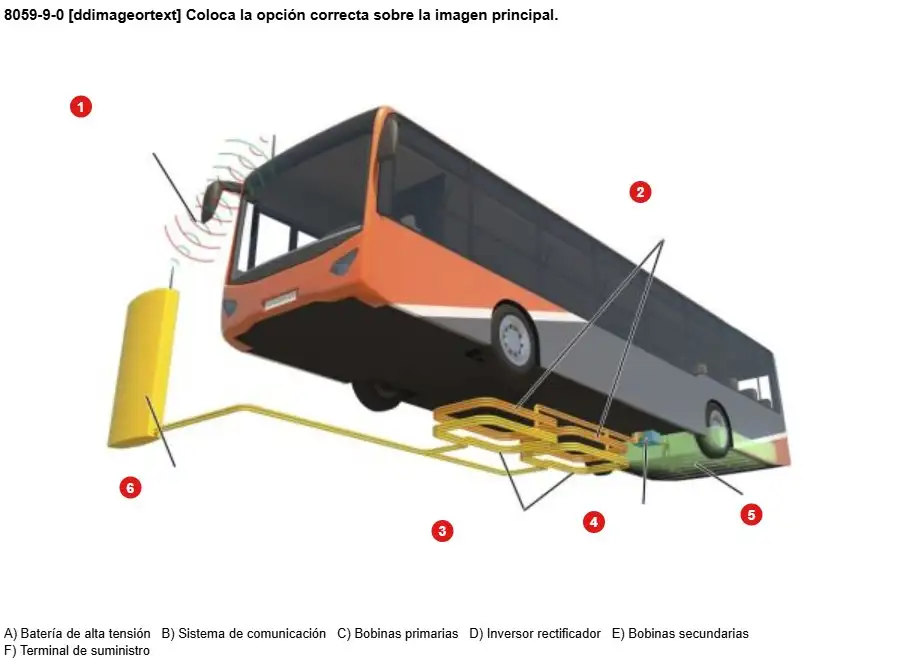 8059-9-0 [ddimageortext] Coloca la opción correcta sobre la imagen principal.
1
2
6
3
4
5
A) Batería de alta tensión B) Sistema de comunicación C) Bobinas primarias D) Inversor rectificador E) Bobinas secundarias
F) Terminal de suministro